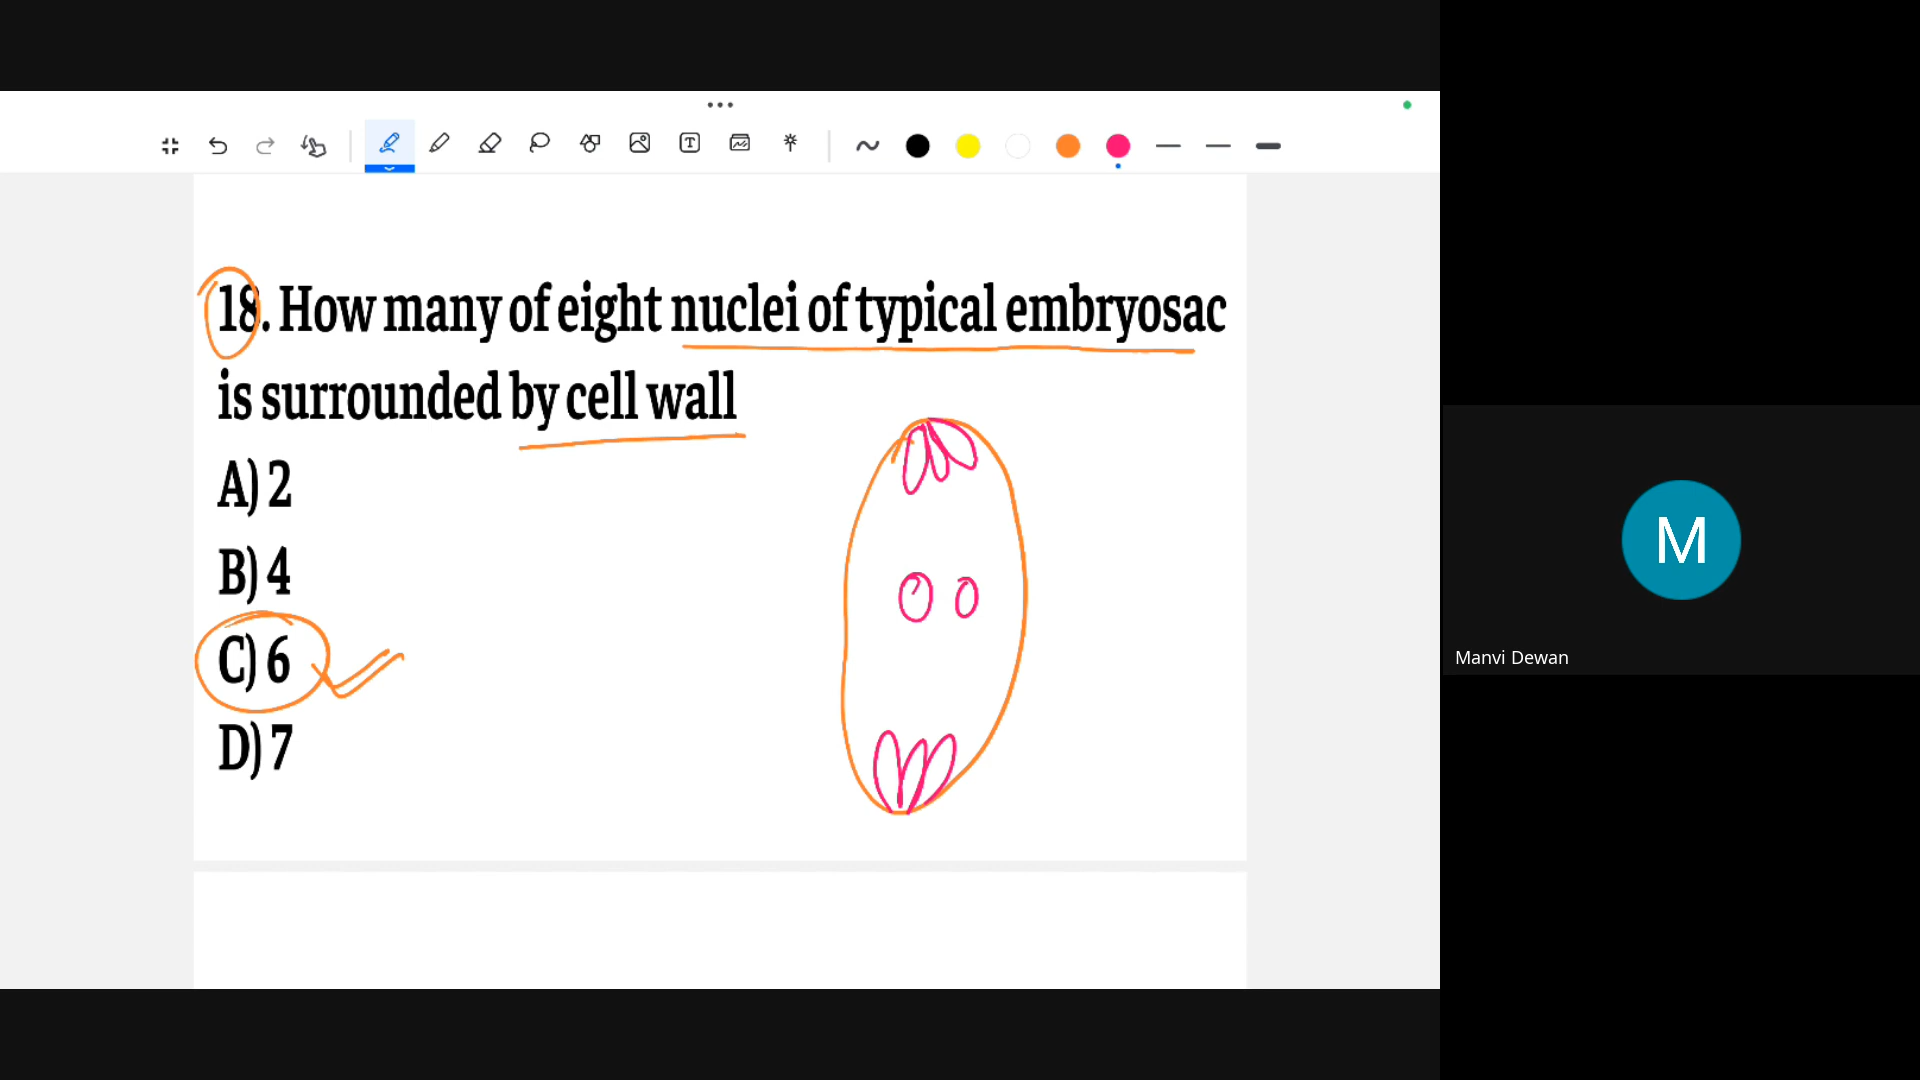 18. How many of eight nuclei of typical embryosac
is surrounded by cell wall
A) 2
B) 4
C) 6
D) 7
M
Manvi Dewan